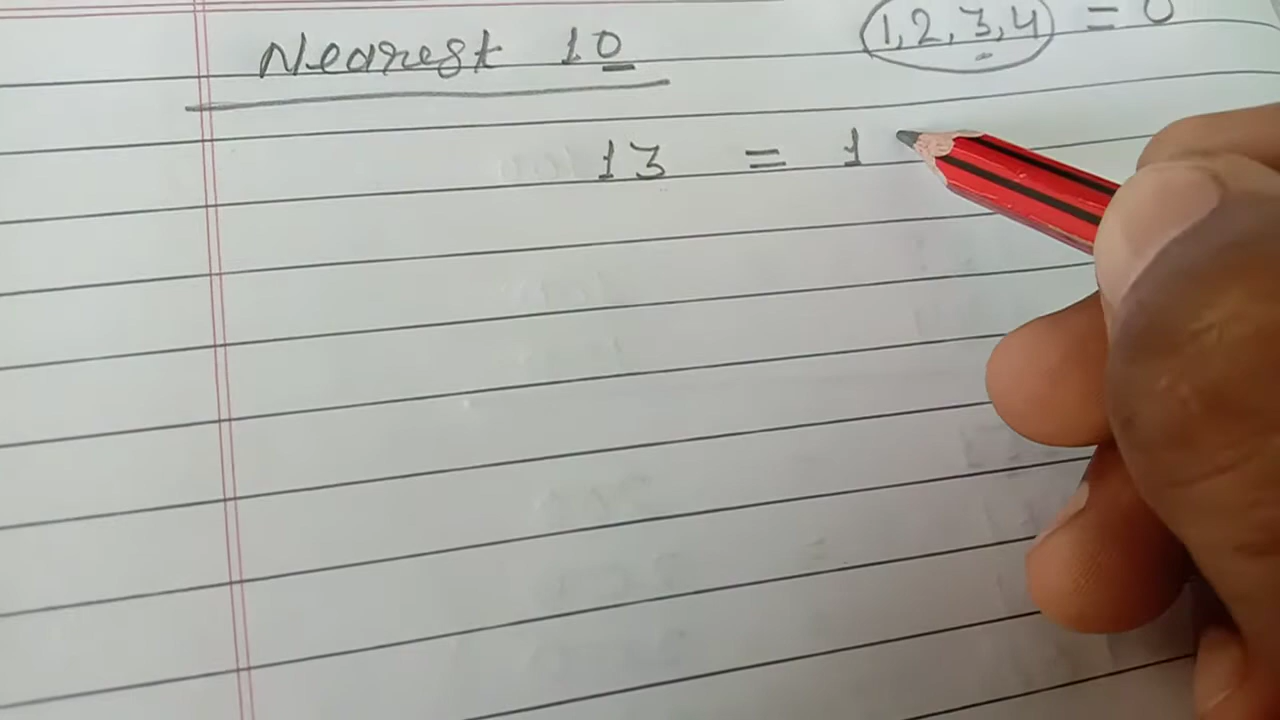 Nearest 10
1,2,3,4 = 0
13 = 1